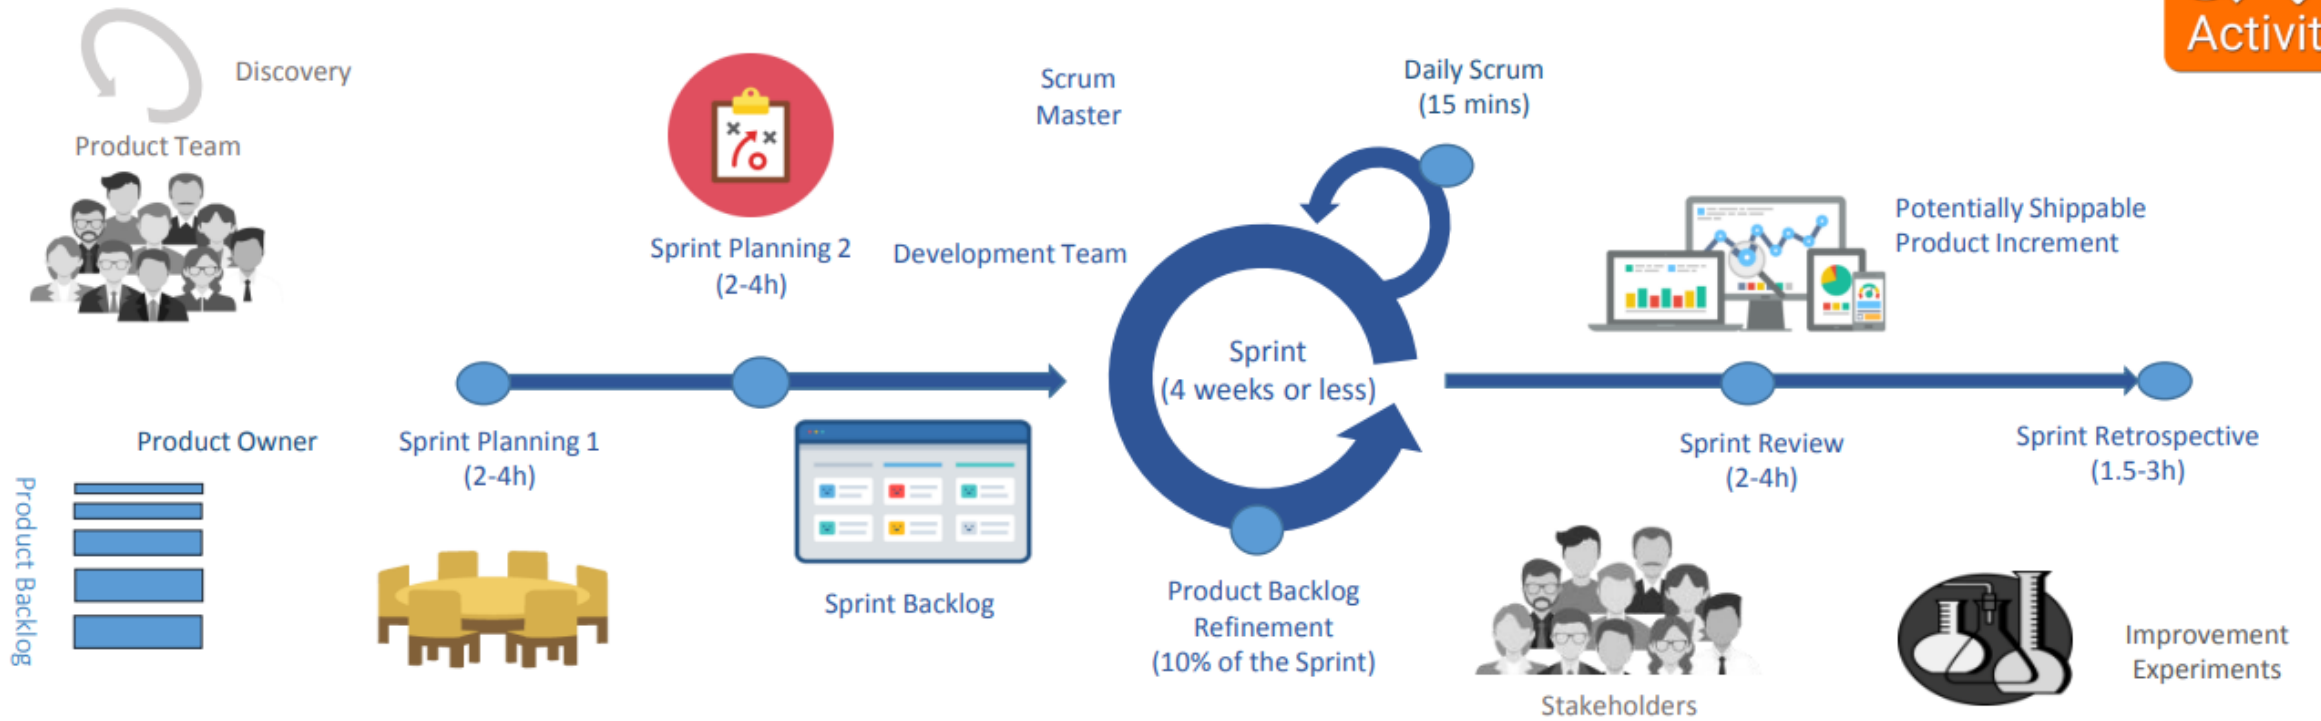 Activit
Discovery
Product Team
Scrum
Master
Daily Scrum
(15 mins)
Sprint Planning 2
(2-4h)
Development Team
Potentially Shippable
Product Increment
Sprint
(4 weeks or less)
Product Owner
Product Backlog
Sprint Planning 1
(2-4h)
Sprint Backlog
Product Backlog
Refinement
(10% of the Sprint)
Sprint Review
(2-4h)
Sprint Retrospective
(1.5-3h)
Stakeholders
Improvement
Experiments